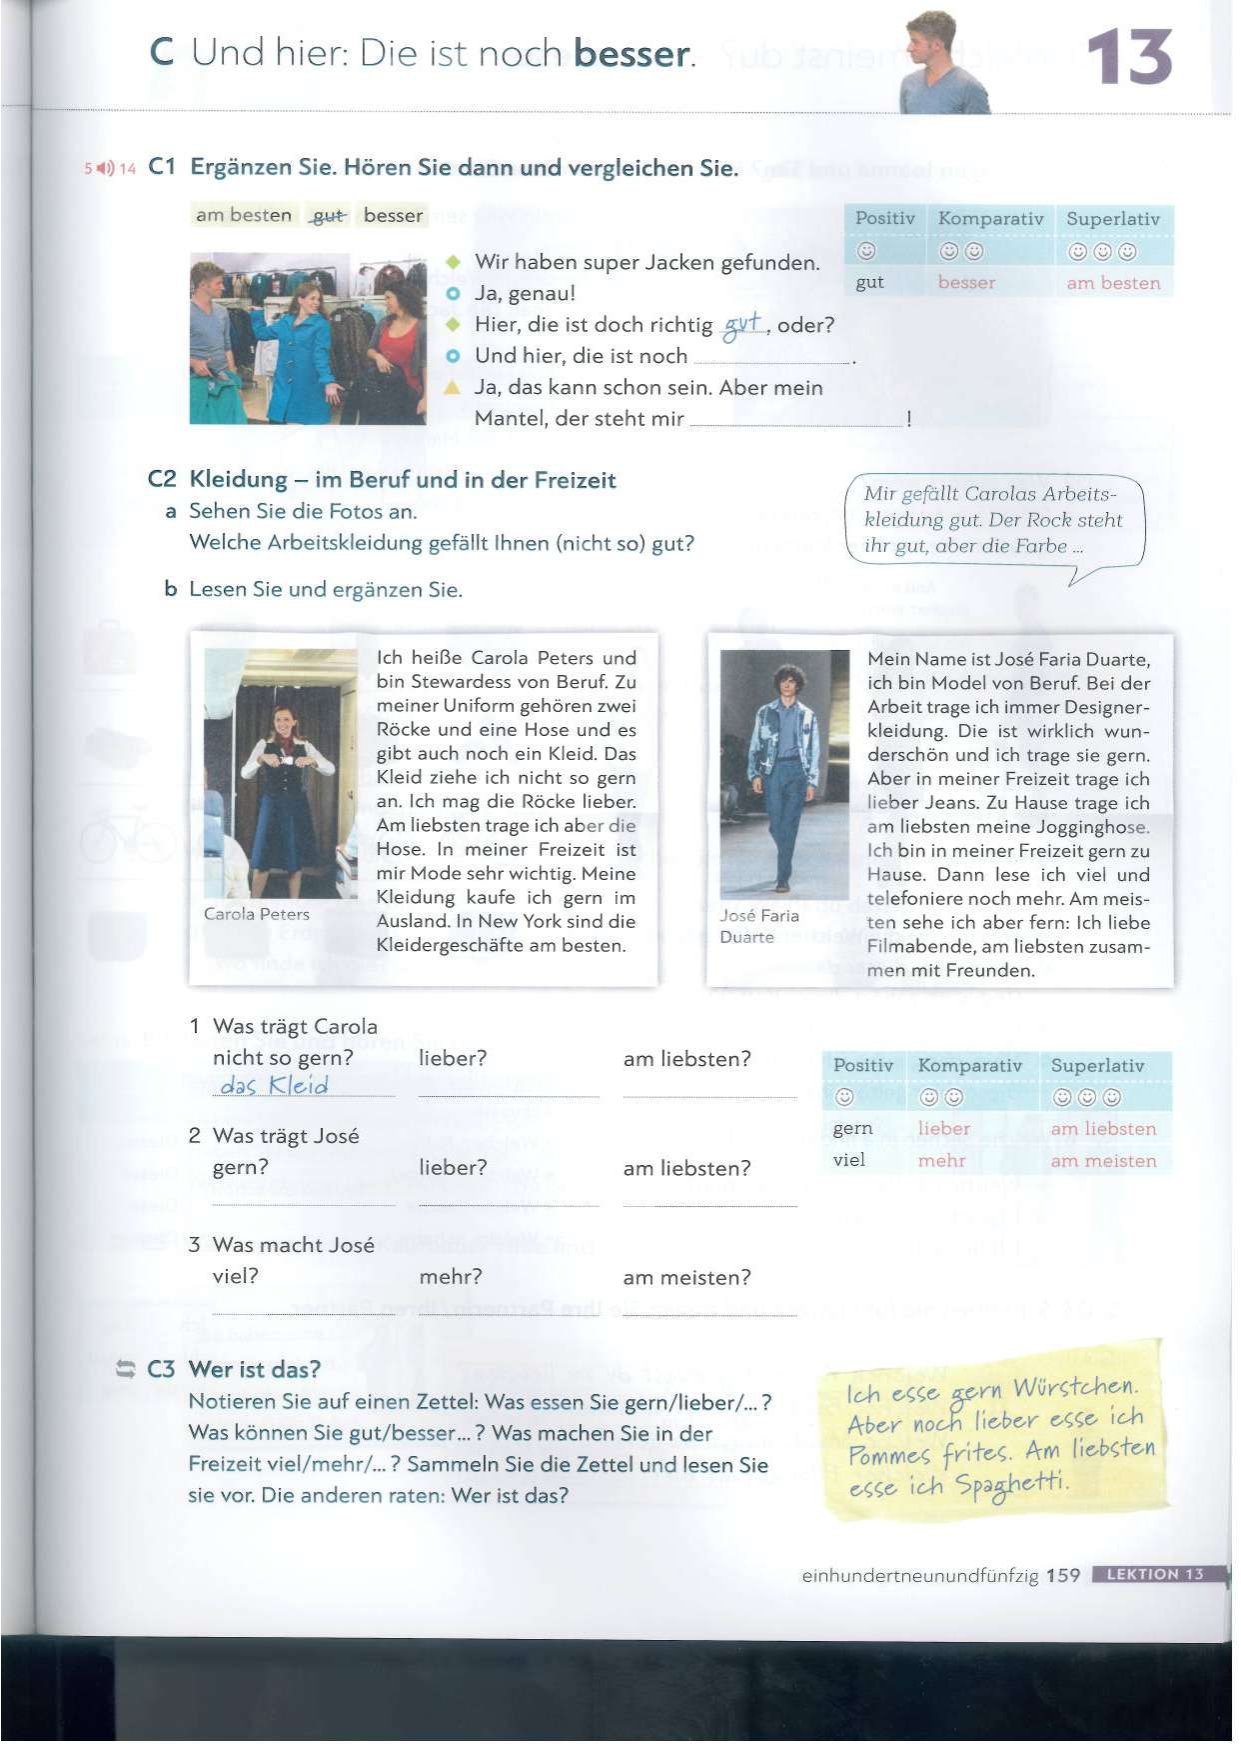 C Und hier: Die ist noch besser.
13
5 14 C1 Ergänzen Sie. Hören Sie dann und vergleichen Sie.
am besten gut besser
Wir haben super Jacken gefunden.
Ja, genau!
Hier, die ist doch richtig gut, oder?
Und hier, die ist noch .
Ja, das kann schon sein. Aber mein
Mantel, der steht mir !
Positiv Komparativ Superlativ
gut besser am besten
C2 Kleidung – im Beruf und in der Freizeit
a Sehen Sie die Fotos an.
Welche Arbeitskleidung gefällt Ihnen (nicht so) gut?
Mir gefällt Carolas Arbeits-
kleidung gut. Der Rock steht
ihr gut, aber die Farbe ...
b Lesen Sie und ergänzen Sie.
Carola Peters
Ich heiße Carola Peters und
bin Stewardess von Beruf. Zu
meiner Uniform gehören zwei
Röcke und eine Hose und es
gibt auch noch ein Kleid. Das
Kleid ziehe ich nicht so gern
an. Ich mag die Röcke lieber.
Am liebsten trage ich aber die
Hose. In meiner Freizeit ist
mir Mode sehr wichtig. Meine
Kleidung kaufe ich gern im
Ausland. In New York sind die
Kleidergeschäfte am besten.
José Faria
Duarte
Mein Name ist José Faria Duarte,
ich bin Model von Beruf. Bei der
Arbeit trage ich immer Designer-
kleidung. Die ist wirklich wun-
derschön und ich trage sie gern.
Aber in meiner Freizeit trage ich
lieber Jeans. Zu Hause trage ich
am liebsten meine Jogginghose.
Ich bin in meiner Freizeit gern zu
Hause. Dann lese ich viel und
telefoniere noch mehr. Am meis-
ten sehe ich aber fern: Ich liebe
Filmabende, am liebsten zusam-
men mit Freunden.
1 Was trägt Carola
nicht so gern? lieber? am liebsten?
das Kleid
2 Was trägt José
gern? lieber? am liebsten?
3 Was macht José
viel? mehr? am meisten?
Positiv Komparativ Superlativ
gern lieber am liebsten
viel mehr am meisten
C3 Wer ist das?
Notieren Sie auf einen Zettel: Was essen Sie gern/lieber/... ?
Was können Sie gut/besser... ? Was machen Sie in der
Freizeit viel/mehr/... ? Sammeln Sie die Zettel und lesen Sie
sie vor. Die anderen raten: Wer ist das?
Ich esse gern Würstchen.
Aber noch lieber esse ich
Pommes frites. Am liebsten
esse ich Spaghetti.
einhundertneunundfünfzig 159 LEKTION 13